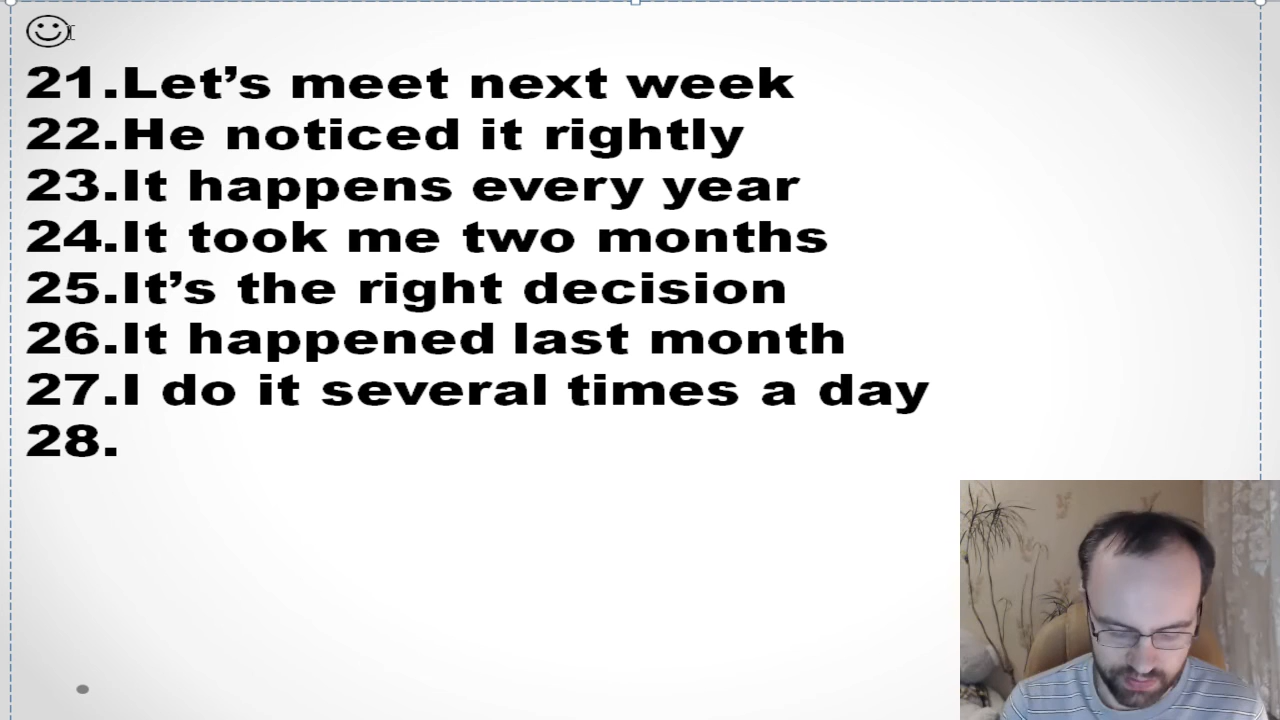 21.Let’s meet next week
22.He noticed it rightly
23.It happens every year
24.It took me two months
25.It’s the right decision
26.It happened last month
27.I do it several times a day
28.